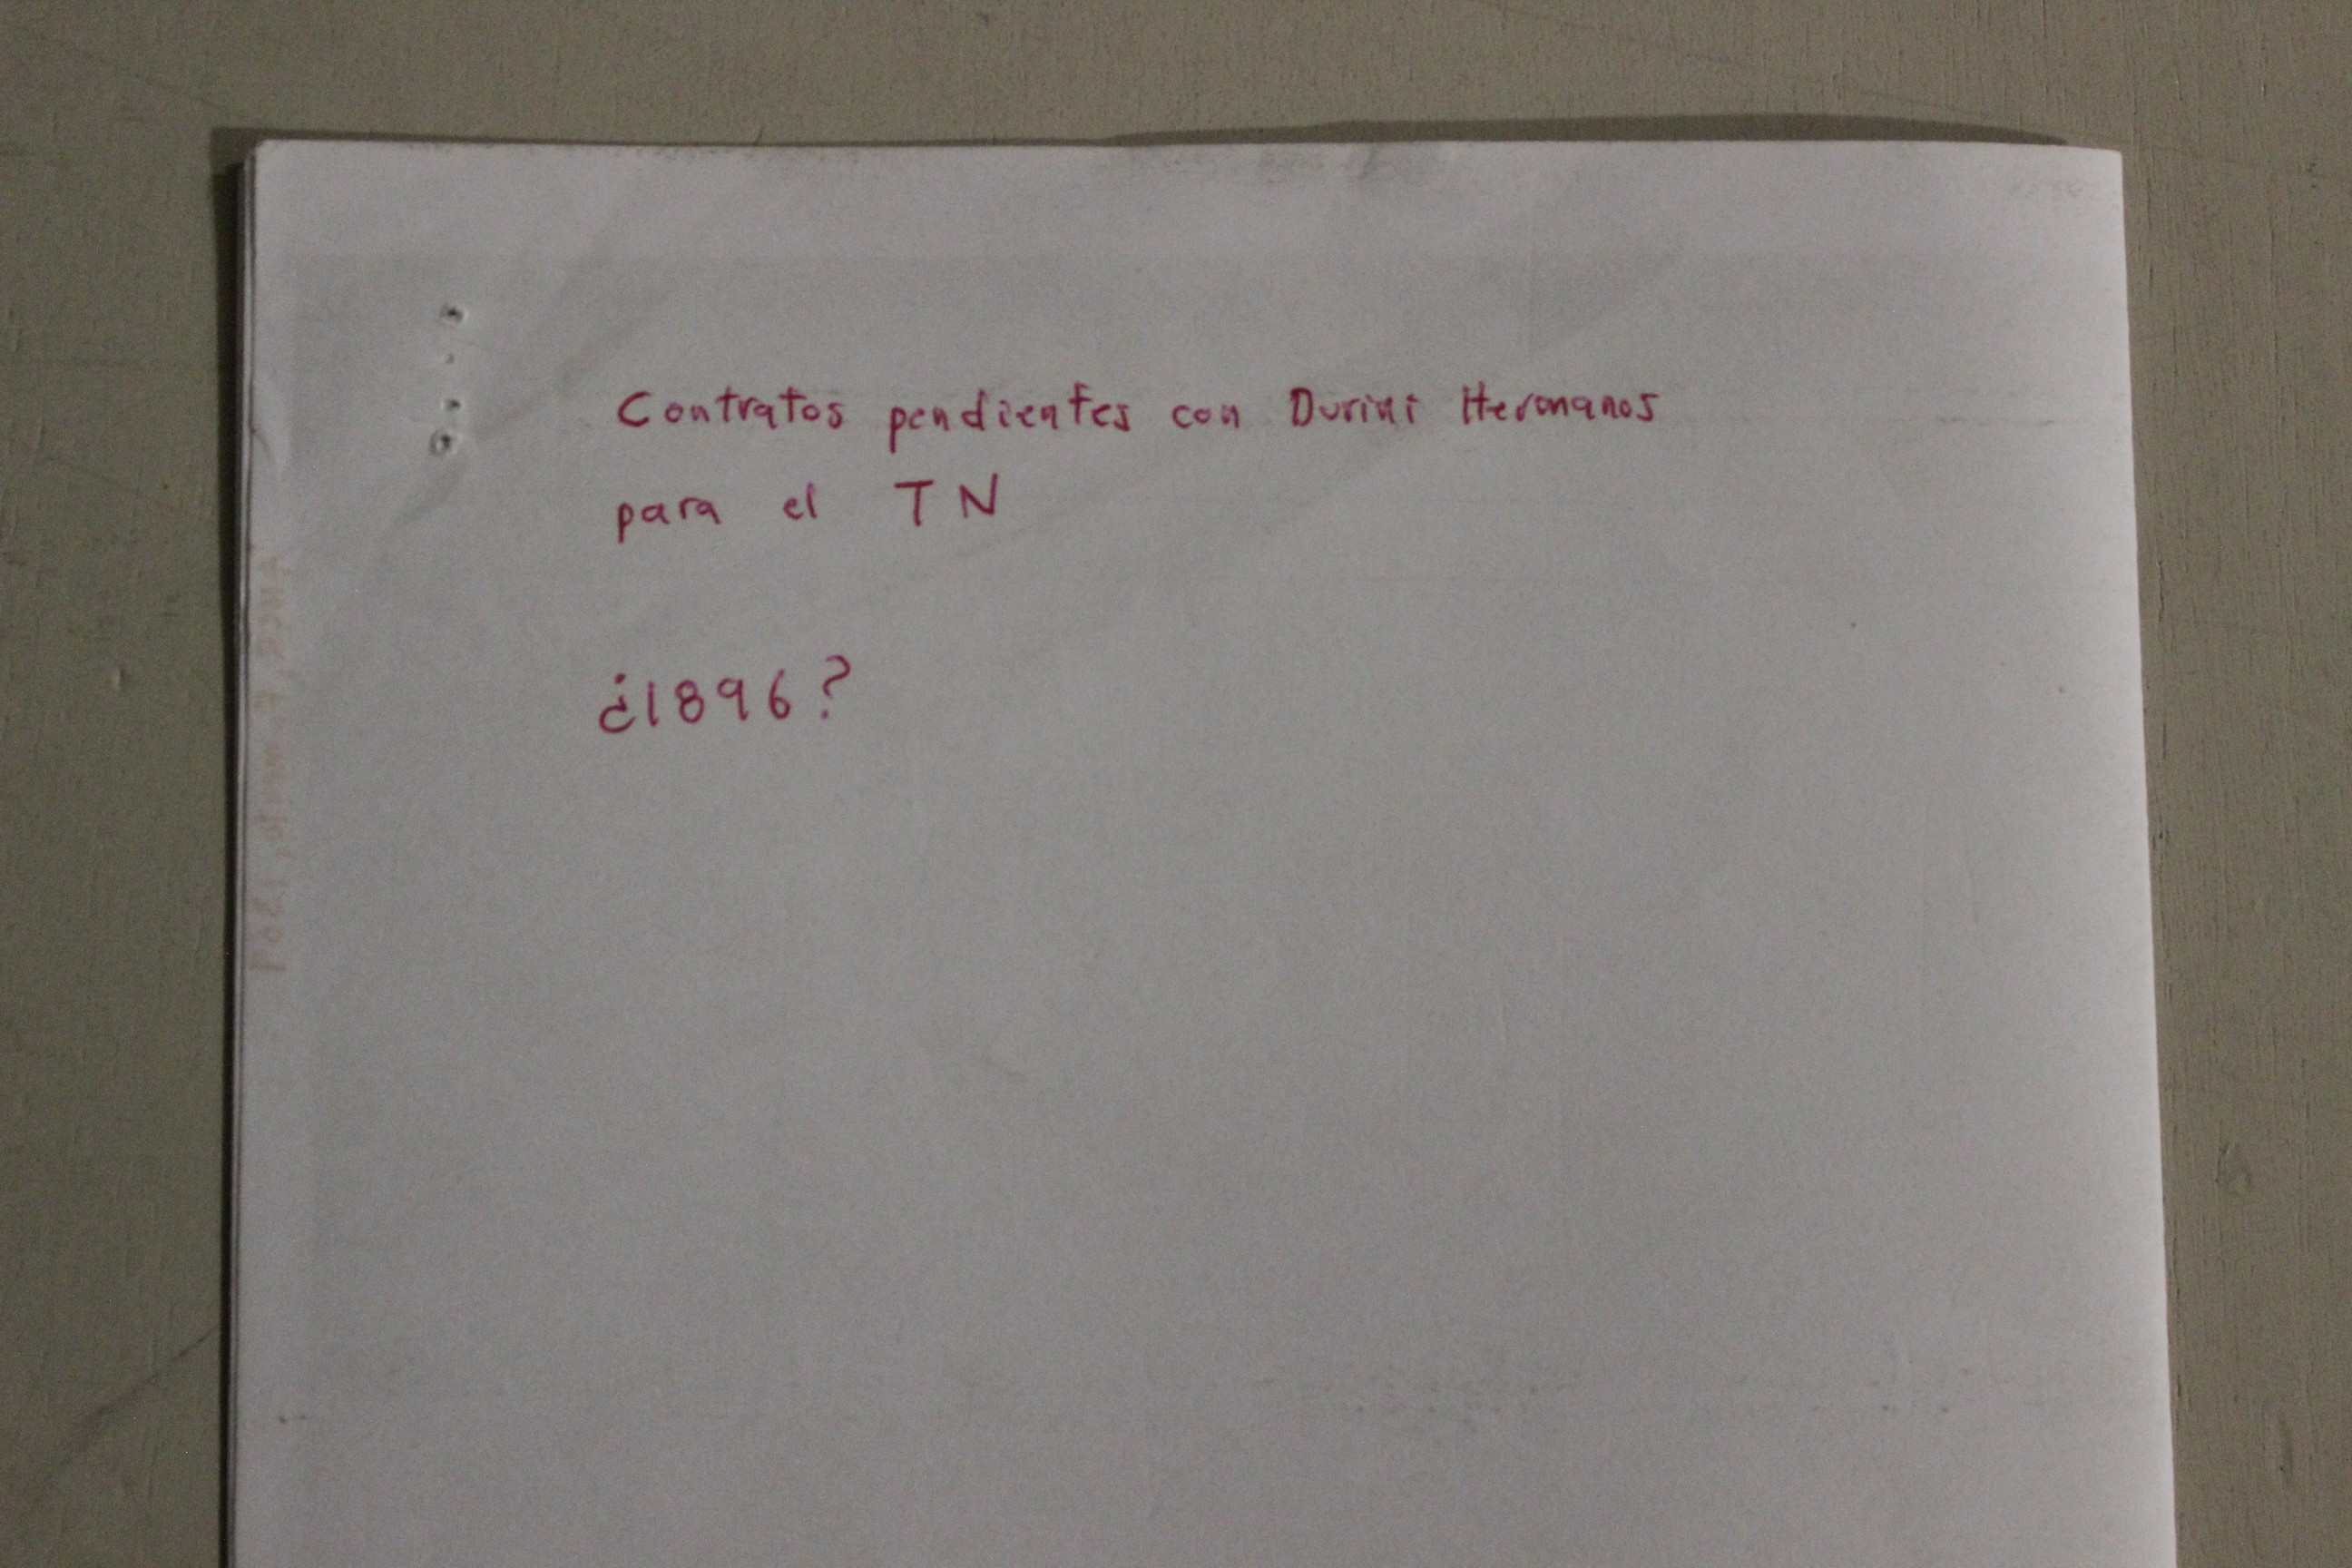 Contratos pendientes con Durini Hermanos
para el TN
¿1896?